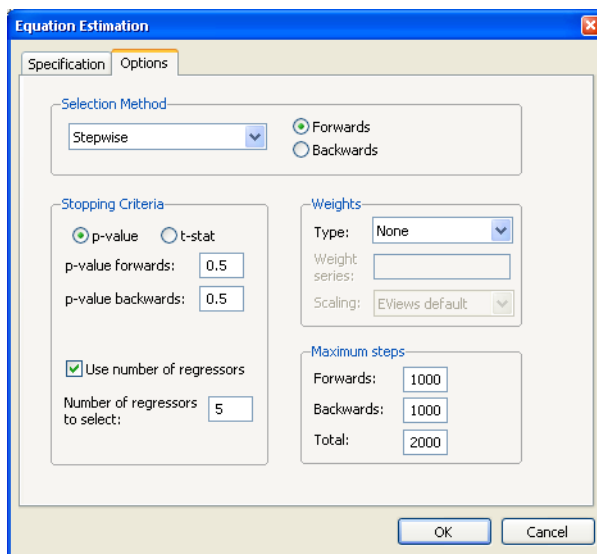 Equation Estimation
Specification
Options
Selection Method
Stepwise
Forwards
Backwards
Stopping Criteria
p-value
t-stat
p-value forwards: 0.5
p-value backwards: 0.5
Use number of regressors
Number of regressors
to select:
5
Weights
Type: None
Weight
series:
Scaling: EViews default
Maximum steps
Forwards: 1000
Backwards: 1000
Total: 2000
OK
Cancel